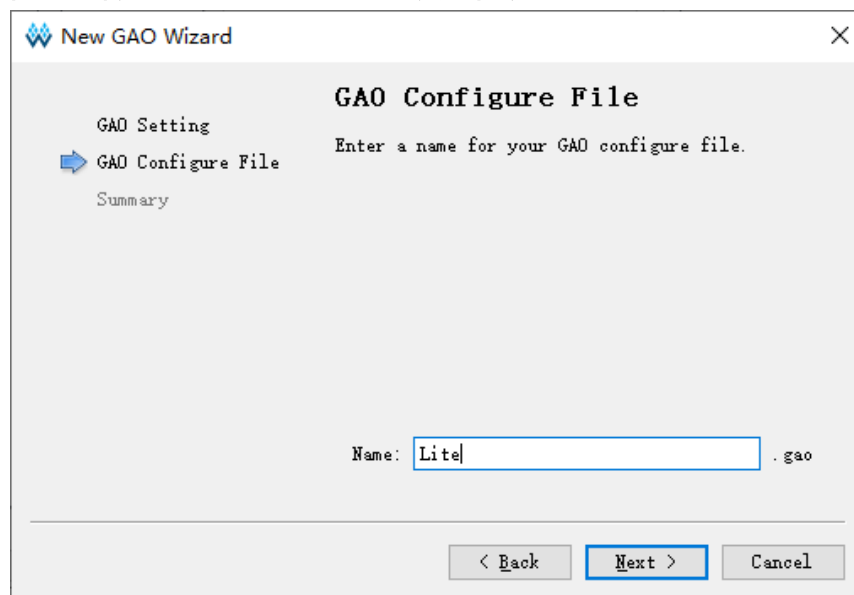 New GAO Wizard
GAO Setting
GAO Configure File
Summary
GAO Configure File
Enter a name for your GAO configure file.
Name: Lite .gao
< Back Next > Cancel